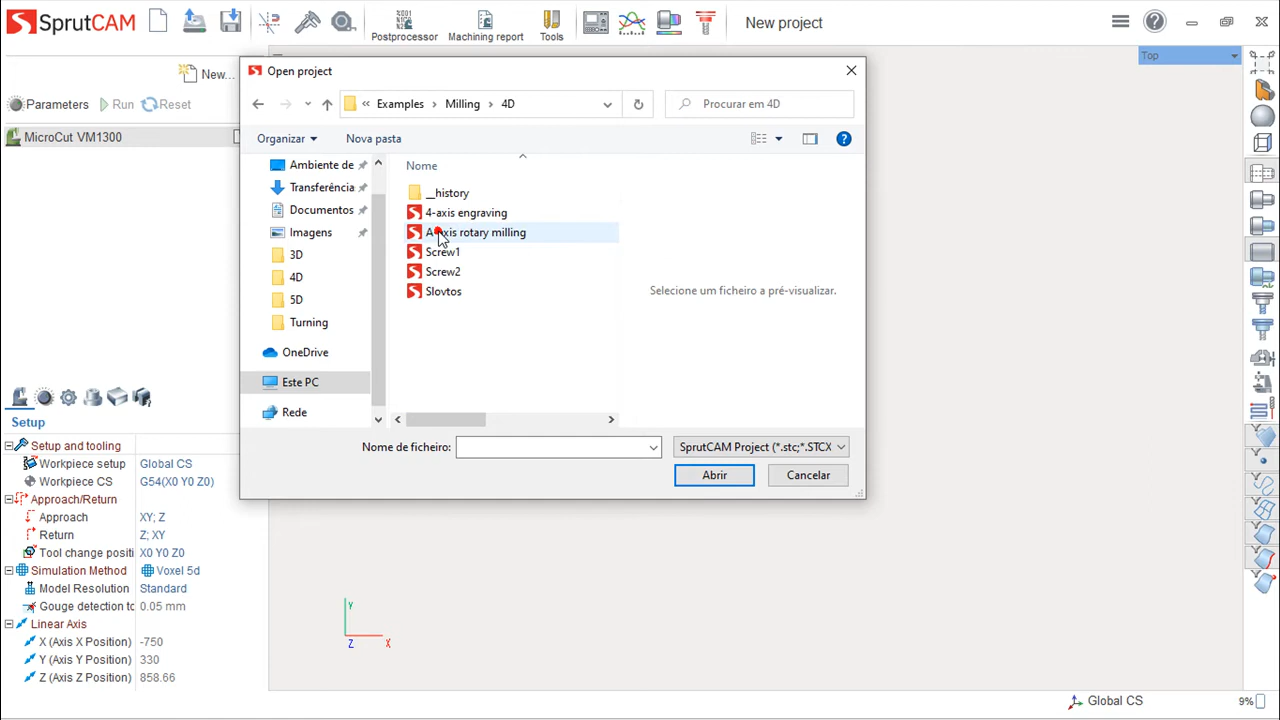 SprutCAM
Postprocessor
Machining report
Tools
New project
New...
Parameters
Run
Reset
MicroCut VM1300
Open project
Examples
Milling
4D
Procurar em 4D
Organizar
Nova pasta
Nome
Ambiente de
Transferência
Documentos
Imagens
3D
4D
5D
Turning
OneDrive
Este PC
Rede
__history
4-axis engraving
rotary milling
Screw1
Screw2
Slovtos
Selecione um ficheiro a pré-visualizar.
Nome de ficheiro:
SprutCAM Project (*.stc;*.STCX
Abrir
Cancelar
Top
Setup
Setup and tooling
Workpiece setup Global CS
Workpiece CS G54(X0 Y0 Z0)
Approach/Return
Approach XY; Z
Return Z; XY
Tool change positi X0 Y0 Z0
Simulation Method Voxel 5d
Model Resolution Standard
Gouge detection to 0.05 mm
Linear Axis
X (Axis X Position) -750
Y (Axis Y Position) 330
Z (Axis Z Position) 858.66
Y
Z
X
Global CS
9%